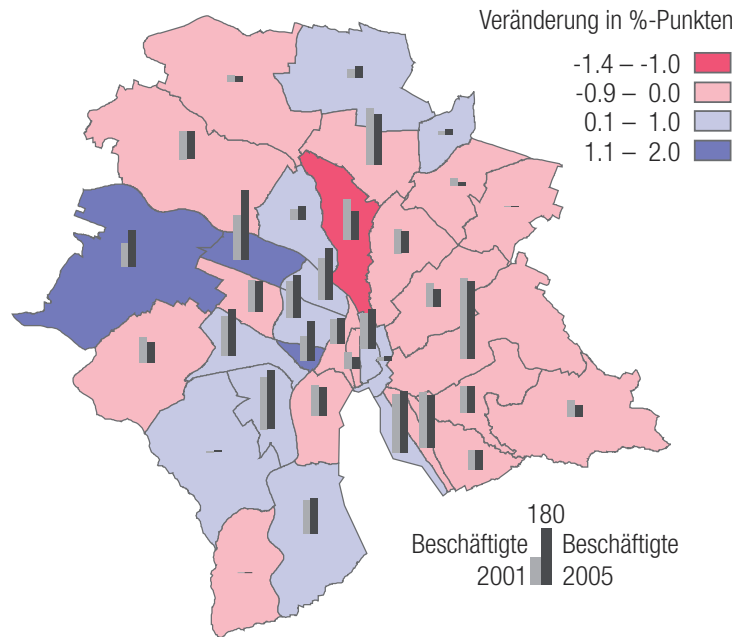 Veränderung in %-Punkten
-1.4 – -1.0
-0.9 – 0.0
0.1 – 1.0
1.1 – 2.0
180
Beschäftigte Beschäftigte
2001 2005